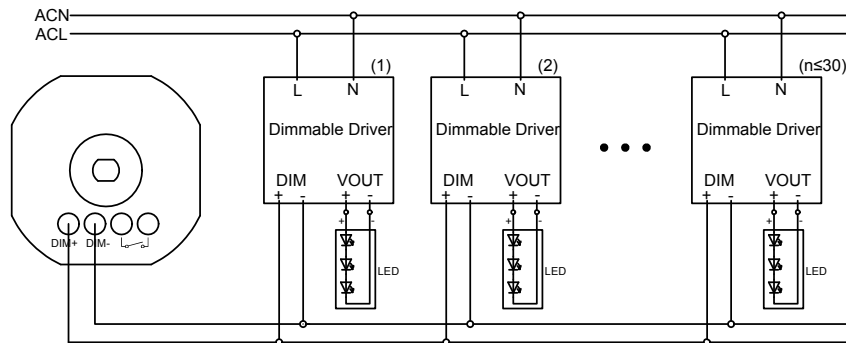 ACN
ACL
(1)
(2)
(n≤30)
L N
L N
L N
Dimmable Driver
Dimmable Driver
Dimmable Driver
DIM VOUT
DIM VOUT
DIM VOUT
+ - + -
+ - + -
+ - + -
+ -
+ -
+ -
DIM+ DIM-
LED
LED
LED